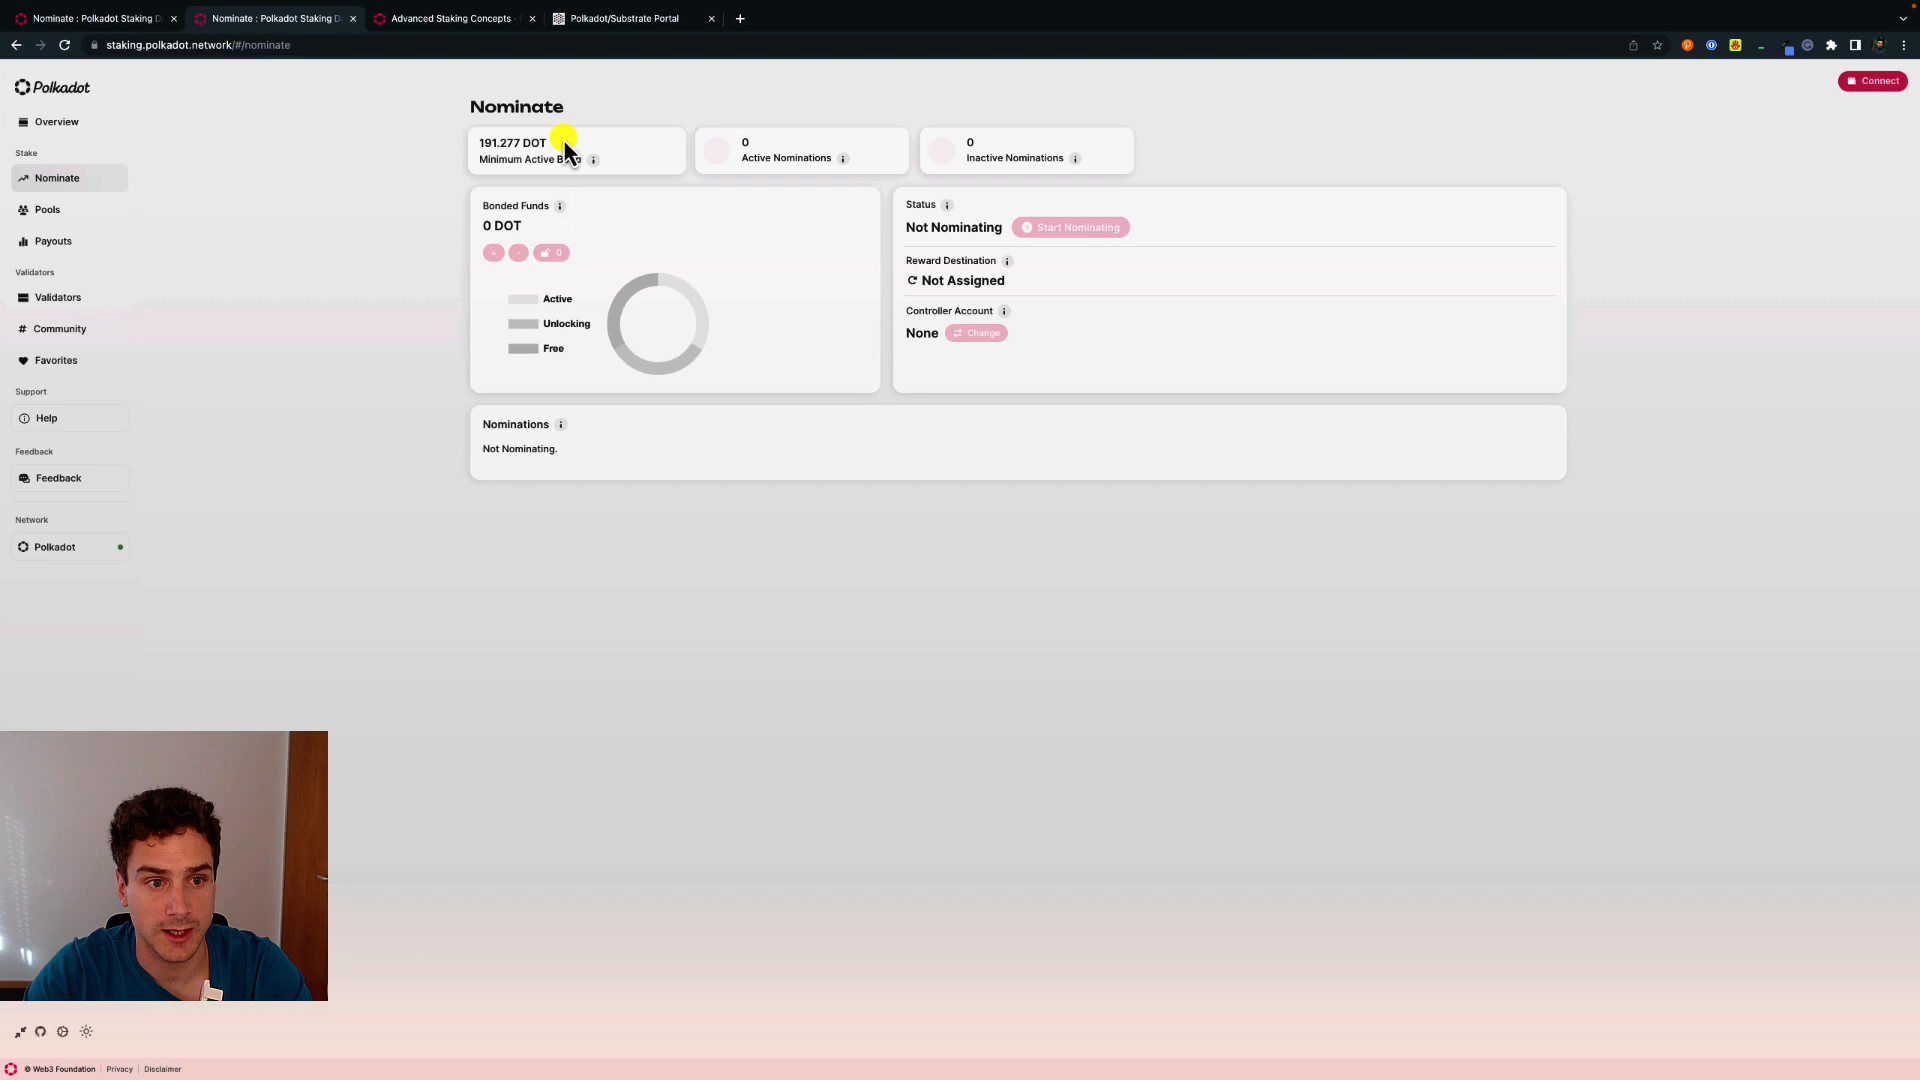 Nominate : Polkadot Staking D
Nominate : Polkadot Staking D
Advanced Staking Concepts
Polkadot/Substrate Portal
staking.polkadot.network/#/nominate
Polkadot
Connect
Overview
Stake
Nominate
Pools
Payouts
Validators
Validators
# Community
Favorites
Support
Help
Feedback
Feedback
Network
Polkadot
Nominate
191.277 DOT
Minimum Active
0
Active Nominations
0
Inactive Nominations
Bonded Funds
0 DOT
+ - 0
Active
Unlocking
Free
Status
Not Nominating
Start Nominating
Reward Destination
Not Assigned
Controller Account
None
Change
Nominations
Not Nominating.
© Web3 Foundation | Privacy | Disclaimer